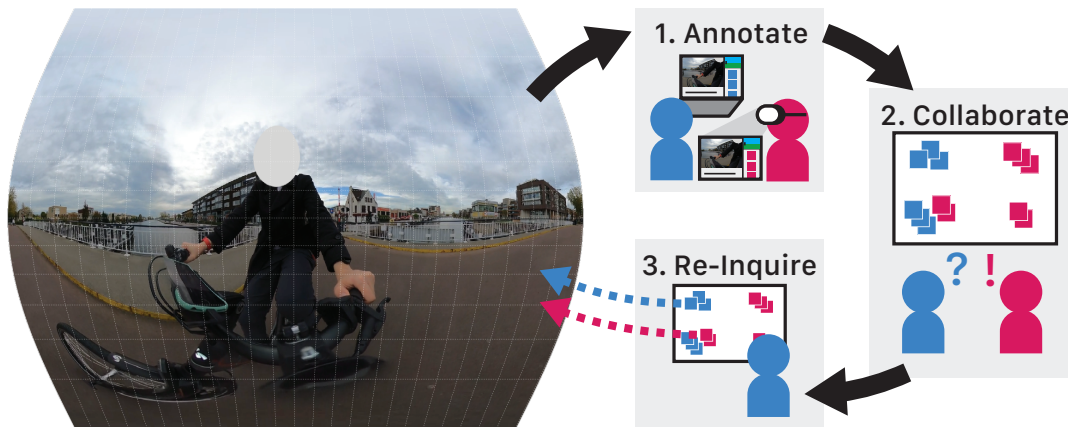 1. Annotate
2. Collaborate
? !
3. Re-Inquire